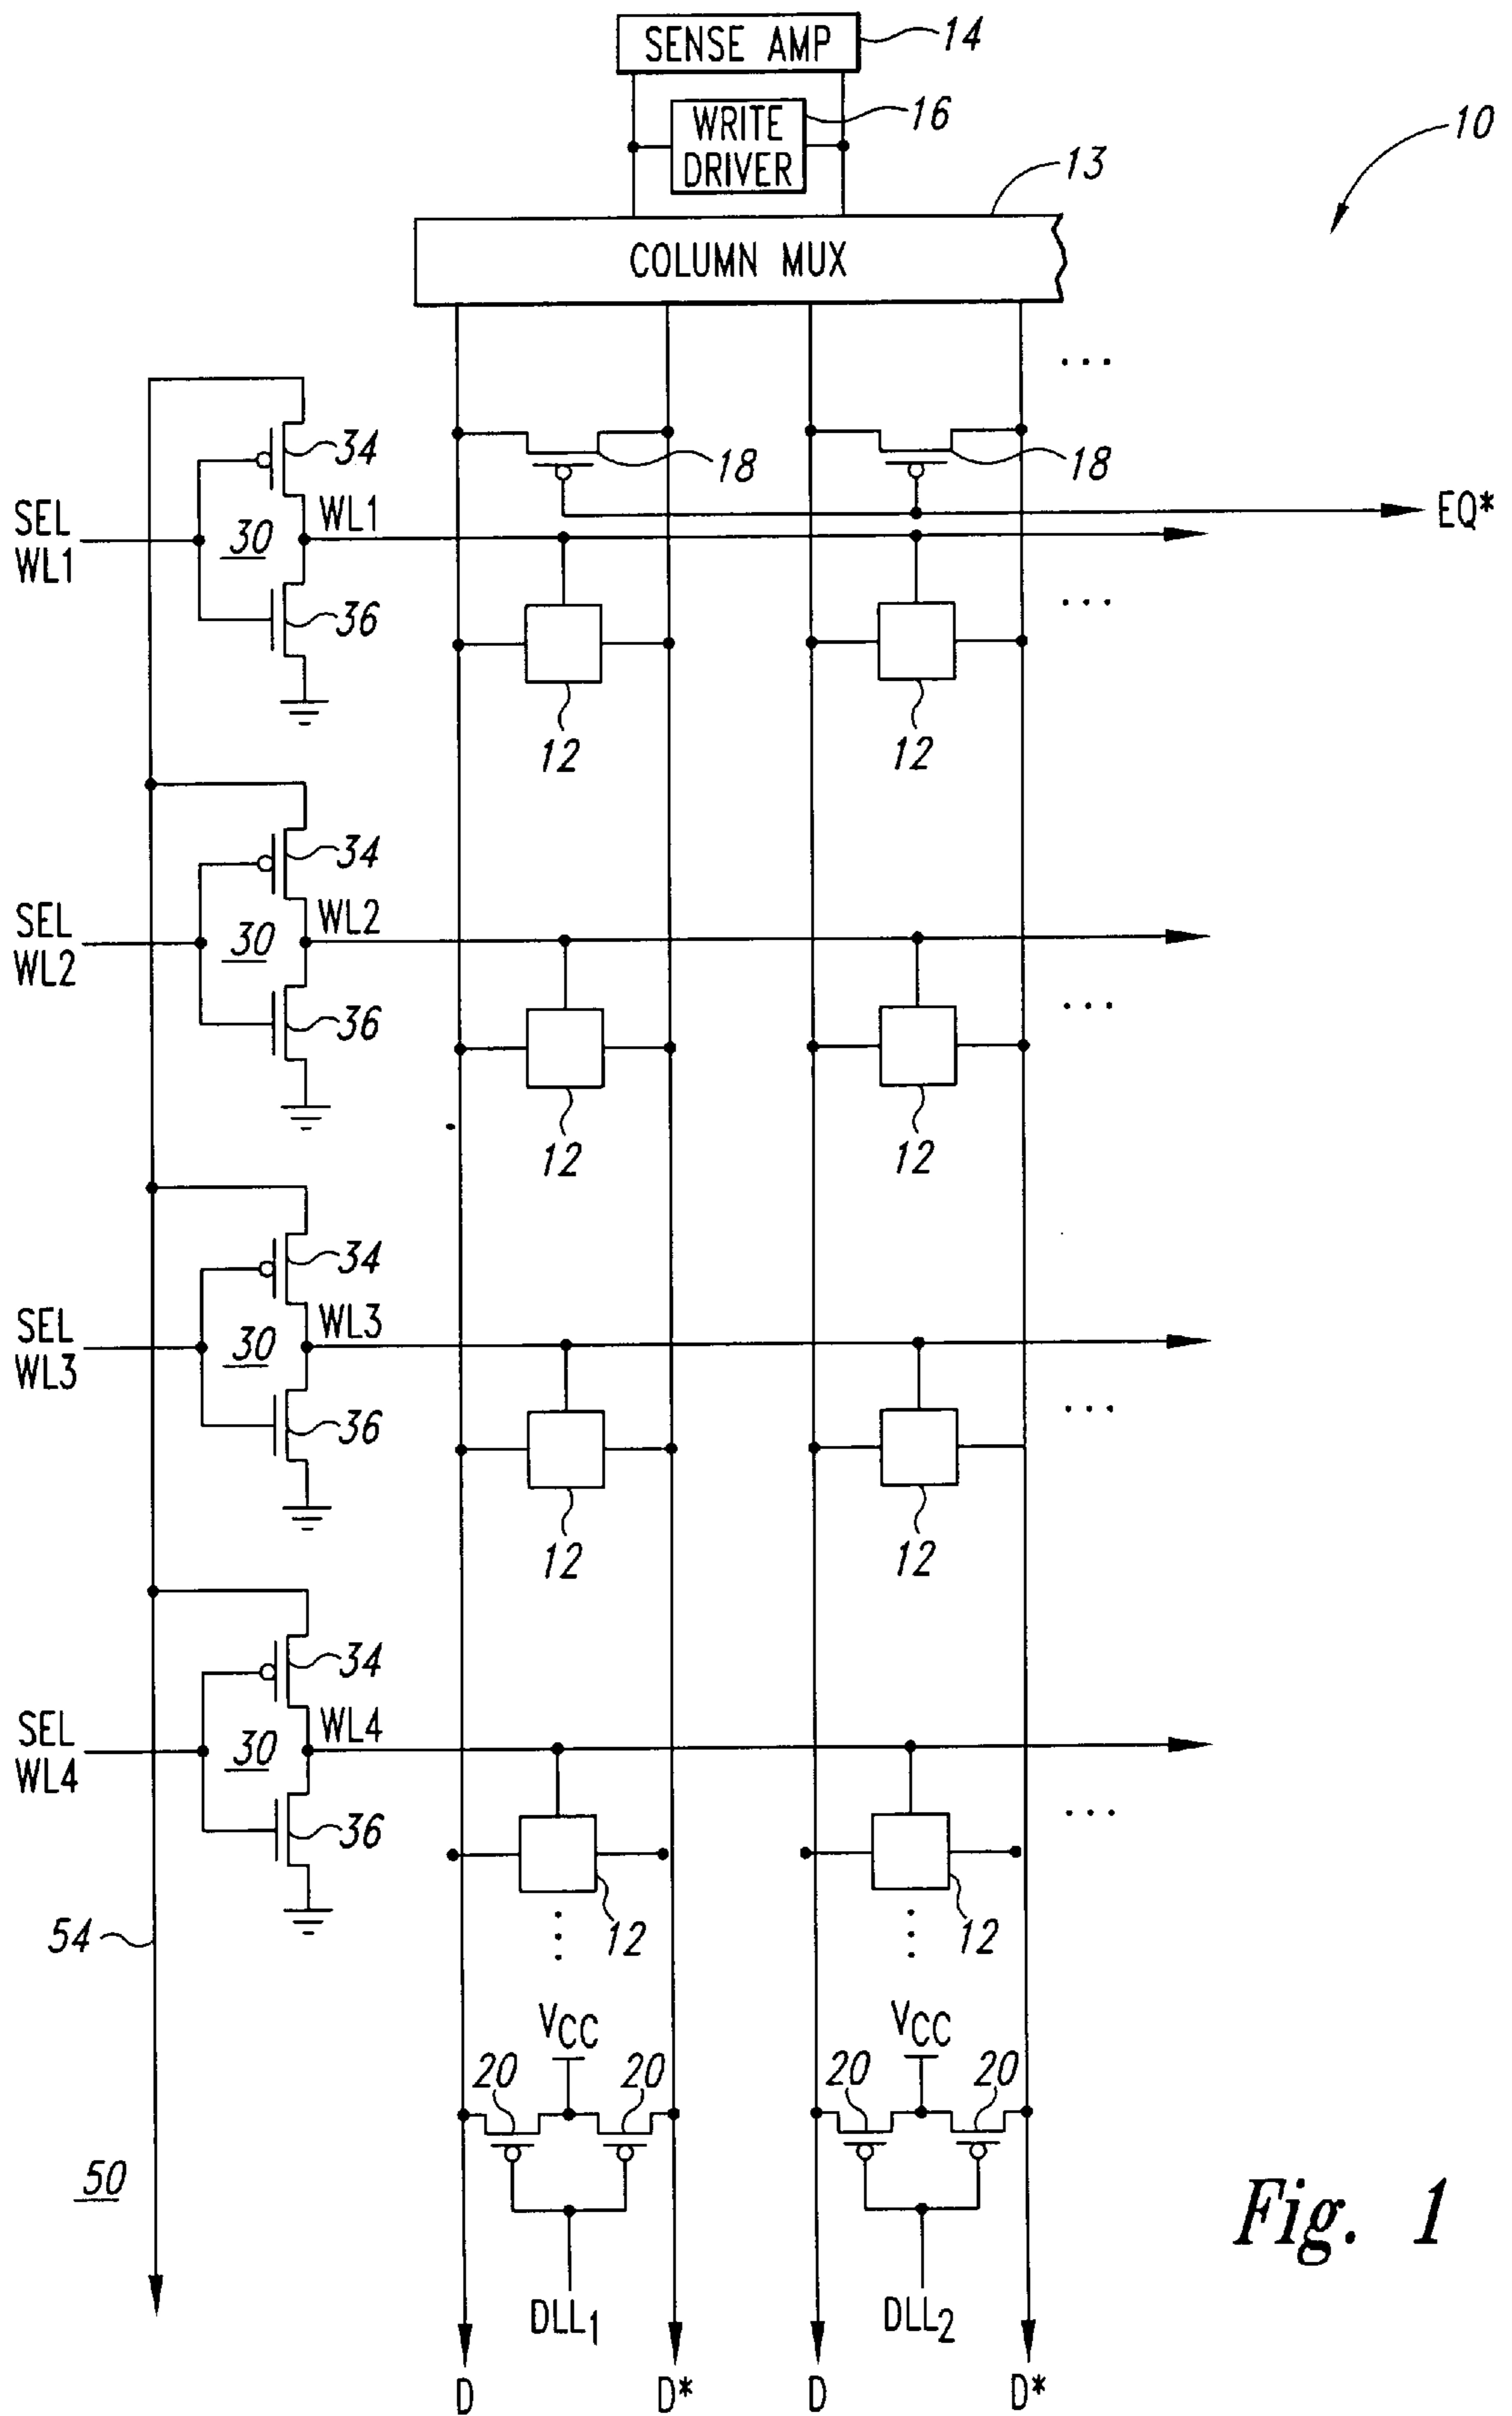 SENSE AMP
14
WRITE
DRIVER
16
10
13
COLUMN MUX
34
18
18
SEL
WL1
30
WL1
EQ*
36
12
12
34
SEL
WL2
30
WL2
36
12
12
34
SEL
WL3
30
WL3
36
12
12
34
SEL
WL4
30
WL4
36
54
12
12
VCC
VCC
20
20
20
20
50
Fig. 1
DLL1
DLL2
D
D*
D
D*